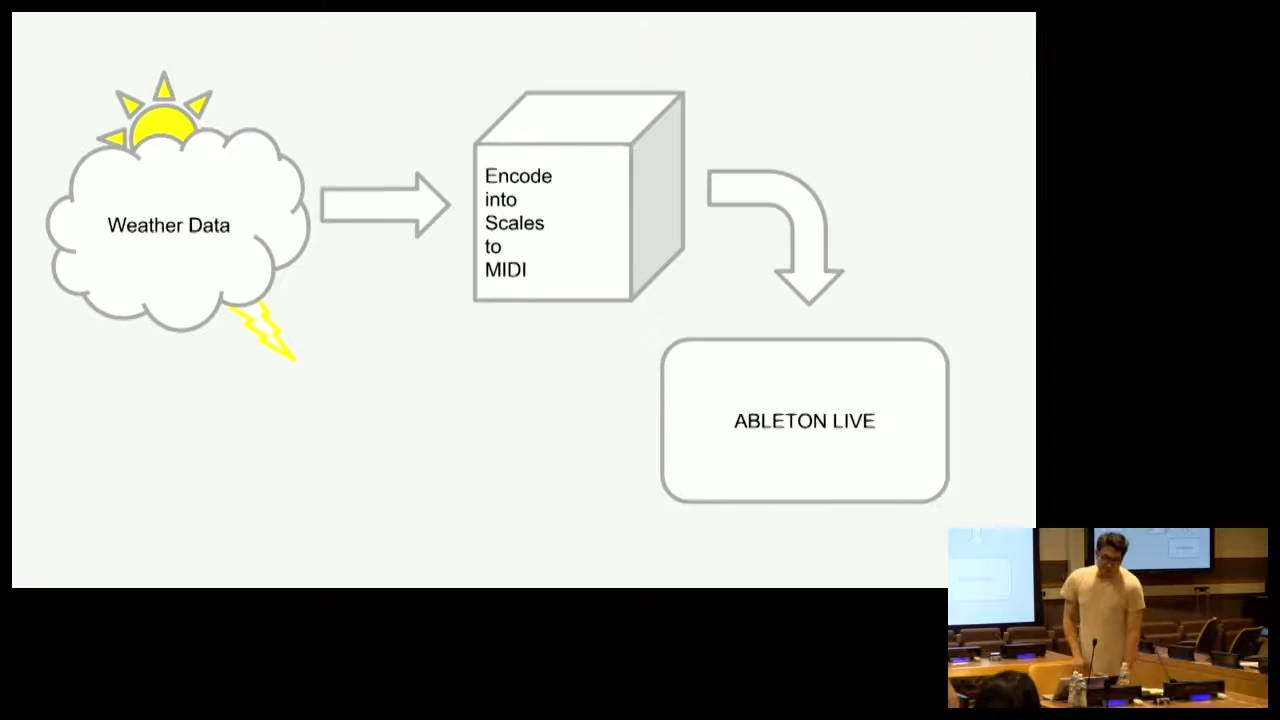 Weather Data
Encode
into
Scales
to
MIDI
ABLETON LIVE